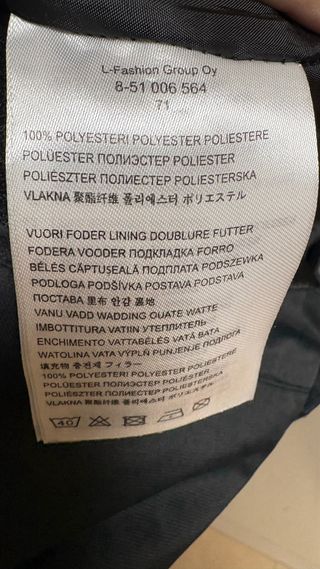 L-Fashion Group Oy
8-51 006 564
71
100% POLYESTERI POLYESTER POLIESTERE
POLÜESTER ПОЛИЭСТЕР POLIESTER
POLIÉSZTER ПОЛИЕСТЕР POLIESTERSKA
VLAKNA 聚酯纤维 폴리에스터 ポリエステル
VUORI FODER LINING DOUBLURE FUTTER
FODERA VOODER ПОДКЛАДКА FORRO
BÉLÉS CĂPTUŞEALĂ ПОДПЛАТА PODSZEWKA
PODLOGA PODŠÍVKA POSTAVA PODSTAVA
ПОСТАВА 里布 안감 裏地
VANU VADD WADDING OUATE WATTE
IMBOTTITURA VATIIN УТЕПЛИТЕЛЬ
ENCHIMENTO VATTABÉLÉS VATĂ ВАТА
WATOLINA VATA VÝPLŇ PUNJENJE ПОДЛОГА
填充物 충전재 フィラー
100% POLYESTERI POLYESTER POLIESTERE
POLÜESTER ПОЛИЭСТЕР POLIESTER
POLIÉSZTER ПОЛИЕСТЕР POLIESTERSKA
VLAKNA 聚酯纤维 폴리에스터 ポリエステル
40